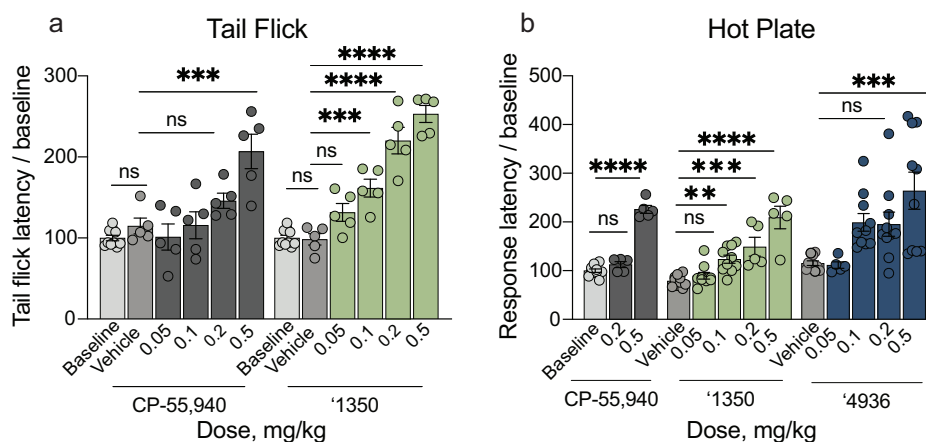 a
Tail Flick
Tail flick latency / baseline
300
200
100
0
ns
ns
***
ns
ns
***
****
****
Baseline
Vehicle
0.05
0.1
0.2
0.5
Baseline
Vehicle
0.05
0.1
0.2
0.5
CP-55,940
‘1350
Dose, mg/kg
b
Hot Plate
Response latency / baseline
500
400
300
200
100
0
ns
****
ns
**
***
****
ns
***
Baseline
0.2
0.5
Vehicle
0.05
0.1
0.2
0.5
Vehicle
0.05
0.1
0.2
0.5
CP-55,940
‘1350
‘4936
Dose, mg/kg